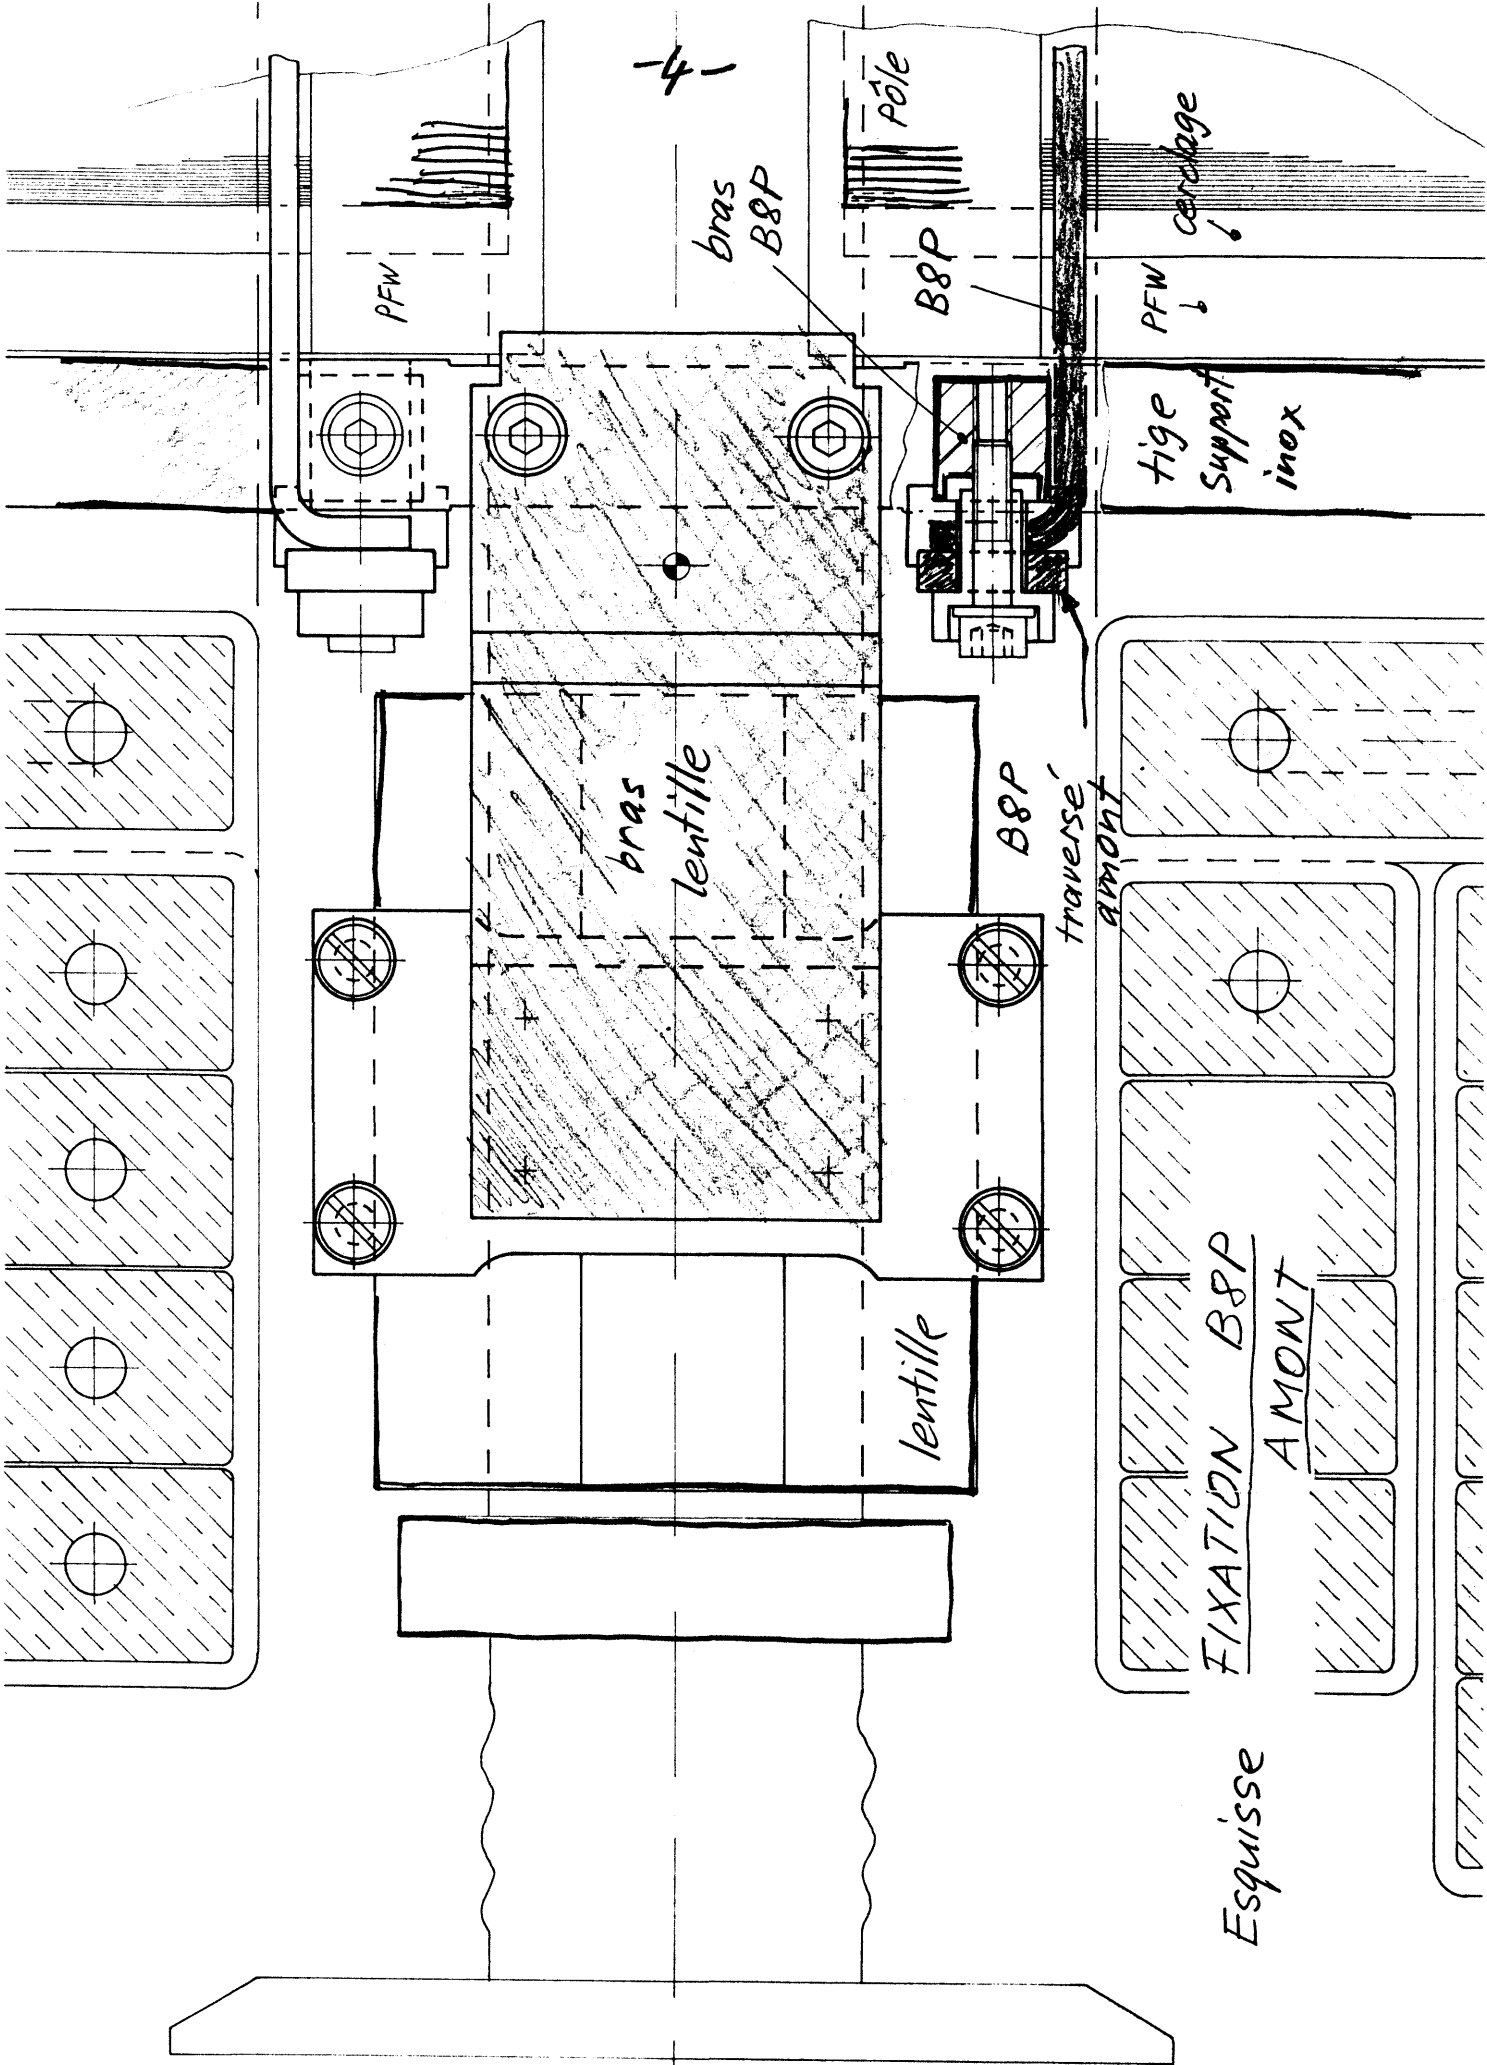 -4-
Pôle
bras
B8P
B8P
cerclage
PFW
PFW
tige
Support
inox
bras
lentille
B8P
traversé
amont
lentille
FIXATION B8P
AMONT
Esquisse